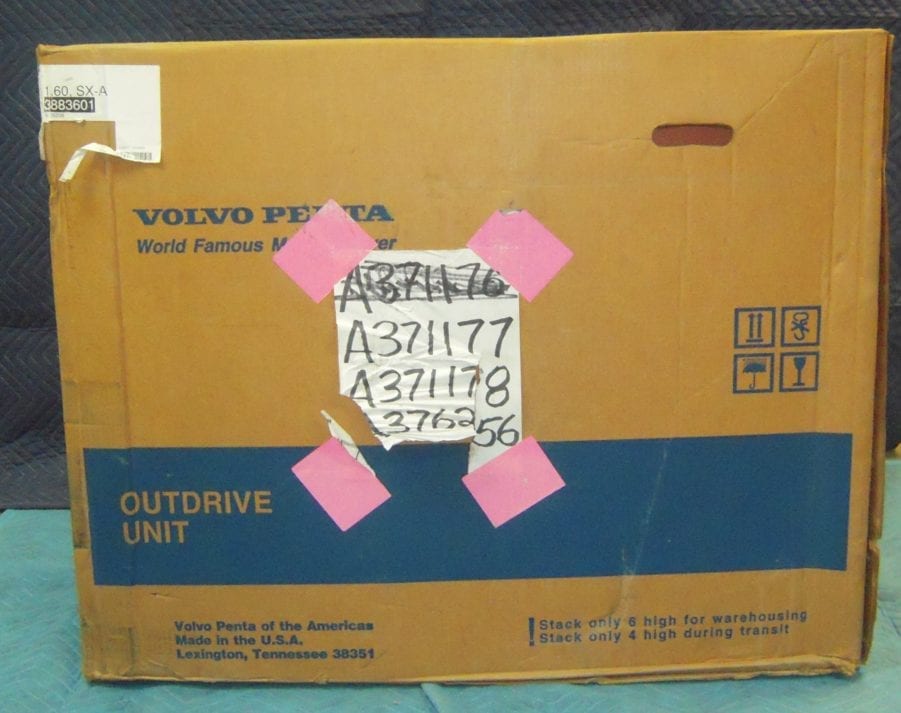 1.60, SX-A
3883601
VOLVO PENTA
World Famous
A371176
A371177
A371178
A376256
OUTDRIVE
UNIT
Volvo Penta of the Americas
Made in the U.S.A.
Lexington, Tennessee 38351
! Stack only 6 high for warehousing
Stack only 4 high during transit